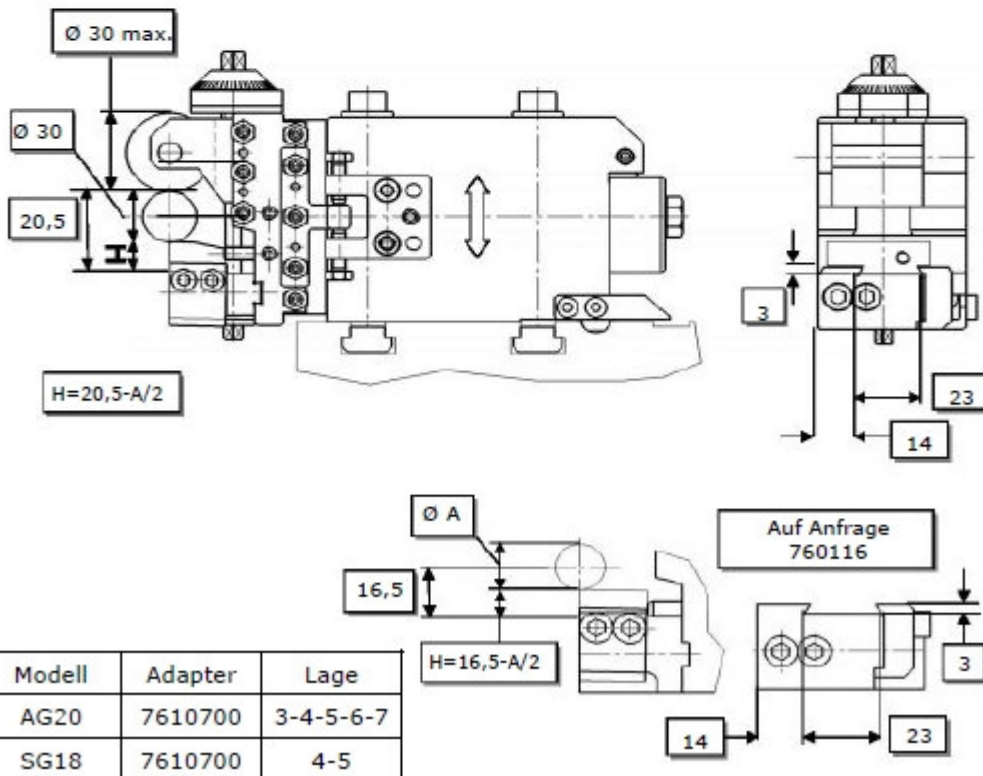 Ø 30 max.
Ø 30
20,5
H
H=20,5-A/2
3
23
14
Ø A
16,5
H=16,5-A/2
Auf Anfrage
760116
3
14
23
Modell Adapter Lage
AG20 7610700 3-4-5-6-7
SG18 7610700 4-5